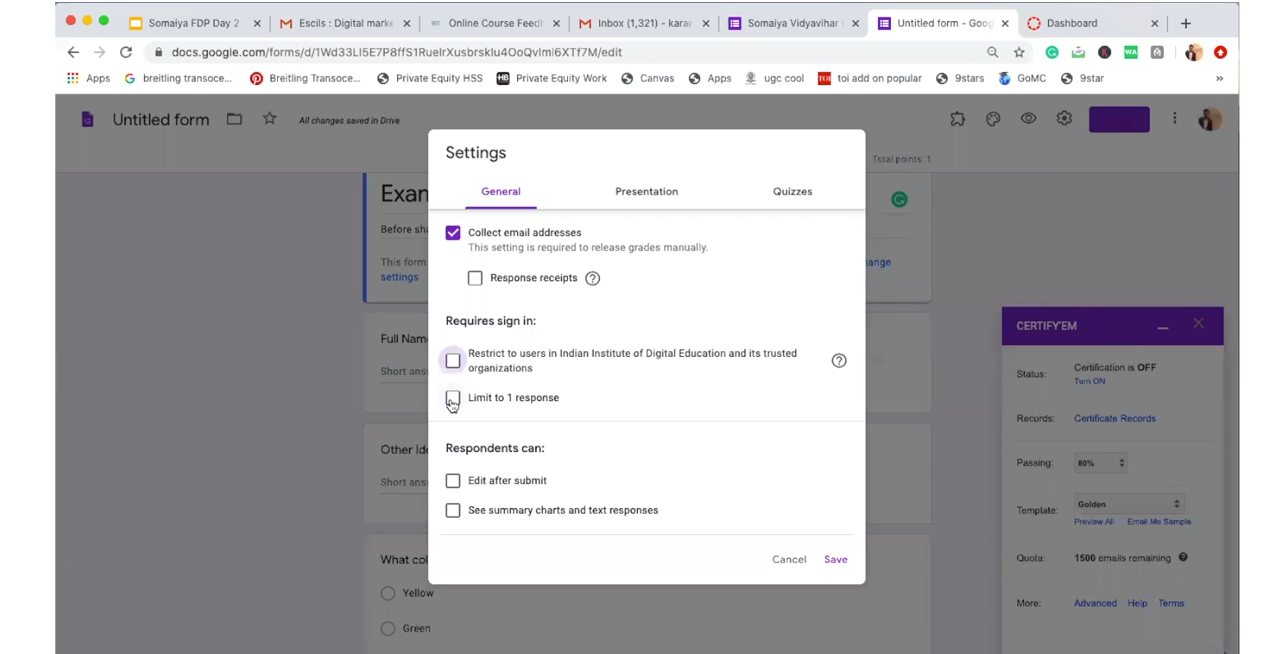 Somaiya FDP Day 2
Escils : Digital marke
Online Course Feedh
Inbox (1,321) - karar
Somaiya Vidyavihar
Untitled form - Goog
Dashboard
docs.google.com/forms/d/1Wd33LI5E7P8ffS1RuelrXusbrskIu4OoQvlml6XTf7M/edit
Apps
breitling transoce...
Breitling Transoce...
Private Equity HSS
Private Equity Work
Canvas
Apps
ugc cool
toi add on popular
9stars
GoMC
9star
»
Untitled form
All changes saved in Drive
Total points: 1
Settings
General
Presentation
Quizzes
Exan
Before sha
This form
settings
ange
Collect email addresses
This setting is required to release grades manually.
Response receipts
Requires sign in:
Restrict to users in Indian Institute of Digital Education and its trusted
organizations
Limit to 1 response
Respondents can:
Edit after submit
See summary charts and text responses
Cancel
Save
Full Name
Short ans
Other Ide
Short ans
What col
Yellow
Green
CERTIFY'EM
Status:
Certification is OFF
Turn ON
Records:
Certificate Records
Passing:
80%
Template:
Golden
Preview All
Email Me Sample
Quota:
1500 emails remaining
More:
Advanced
Help
Terms